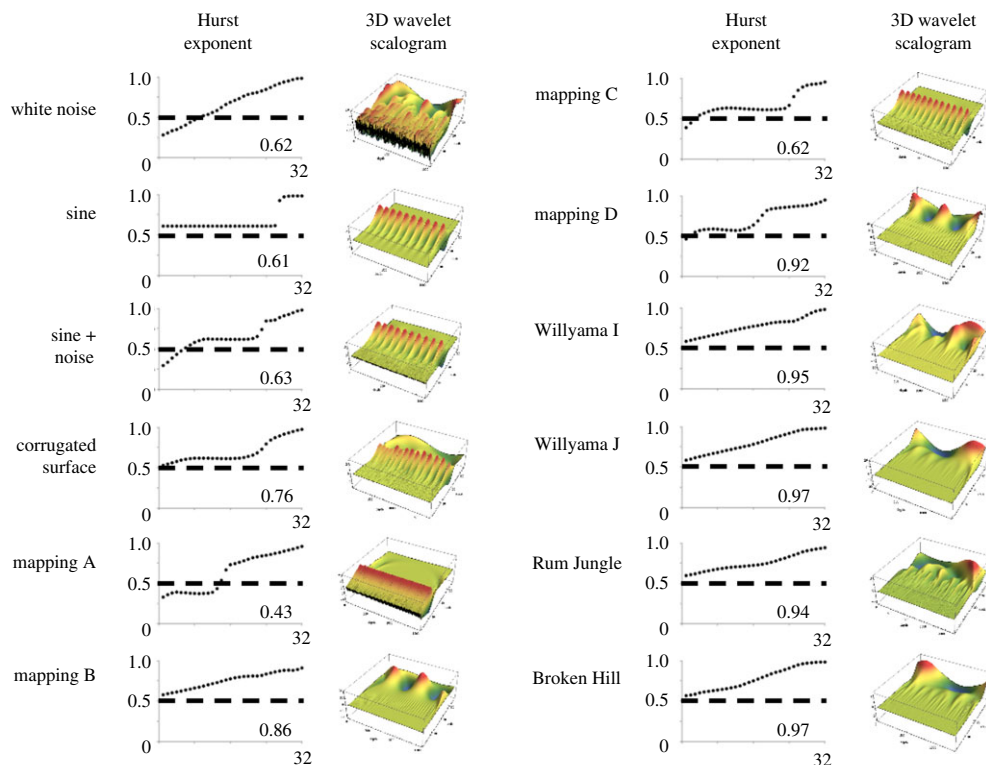 Hurst
exponent
3D wavelet
scalogram
white noise
1.0
0.5
0
0.62
32
sine
1.0
0.5
0
0.61
32
sine +
noise
1.0
0.5
0
0.63
32
corrugated
surface
1.0
0.5
0
0.76
32
mapping A
1.0
0.5
0
0.43
32
mapping B
1.0
0.5
0
0.86
32
Hurst
exponent
3D wavelet
scalogram
mapping C
1.0
0.5
0
0.62
32
mapping D
1.0
0.5
0
0.92
32
Willyama I
1.0
0.5
0
0.95
32
Willyama J
1.0
0.5
0
0.97
32
Rum Jungle
1.0
0.5
0
0.94
32
Broken Hill
1.0
0.5
0
0.97
32